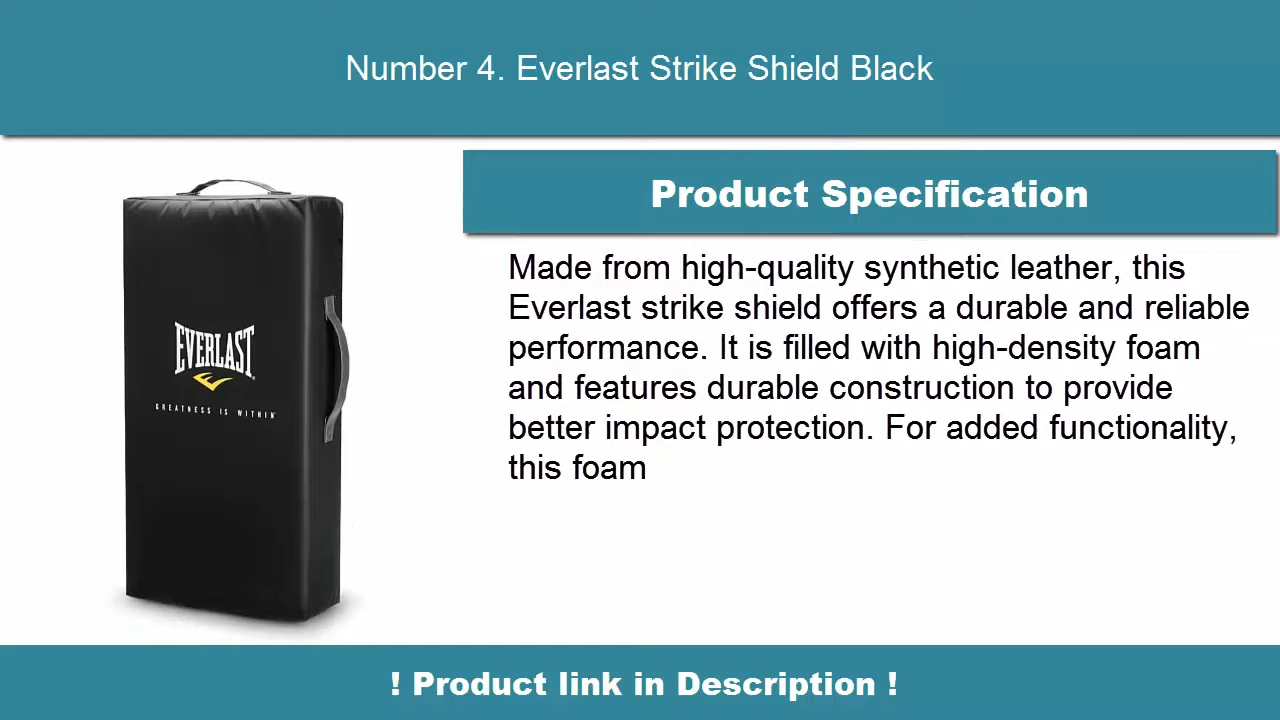 Number 4. Everlast Strike Shield Black
Product Specification
EVERLAST
GREATNESS IS WITHIN
Made from high-quality synthetic leather, this
Everlast strike shield offers a durable and reliable
performance. It is filled with high-density foam
and features durable construction to provide
better impact protection. For added functionality,
this foam
! Product link in Description !